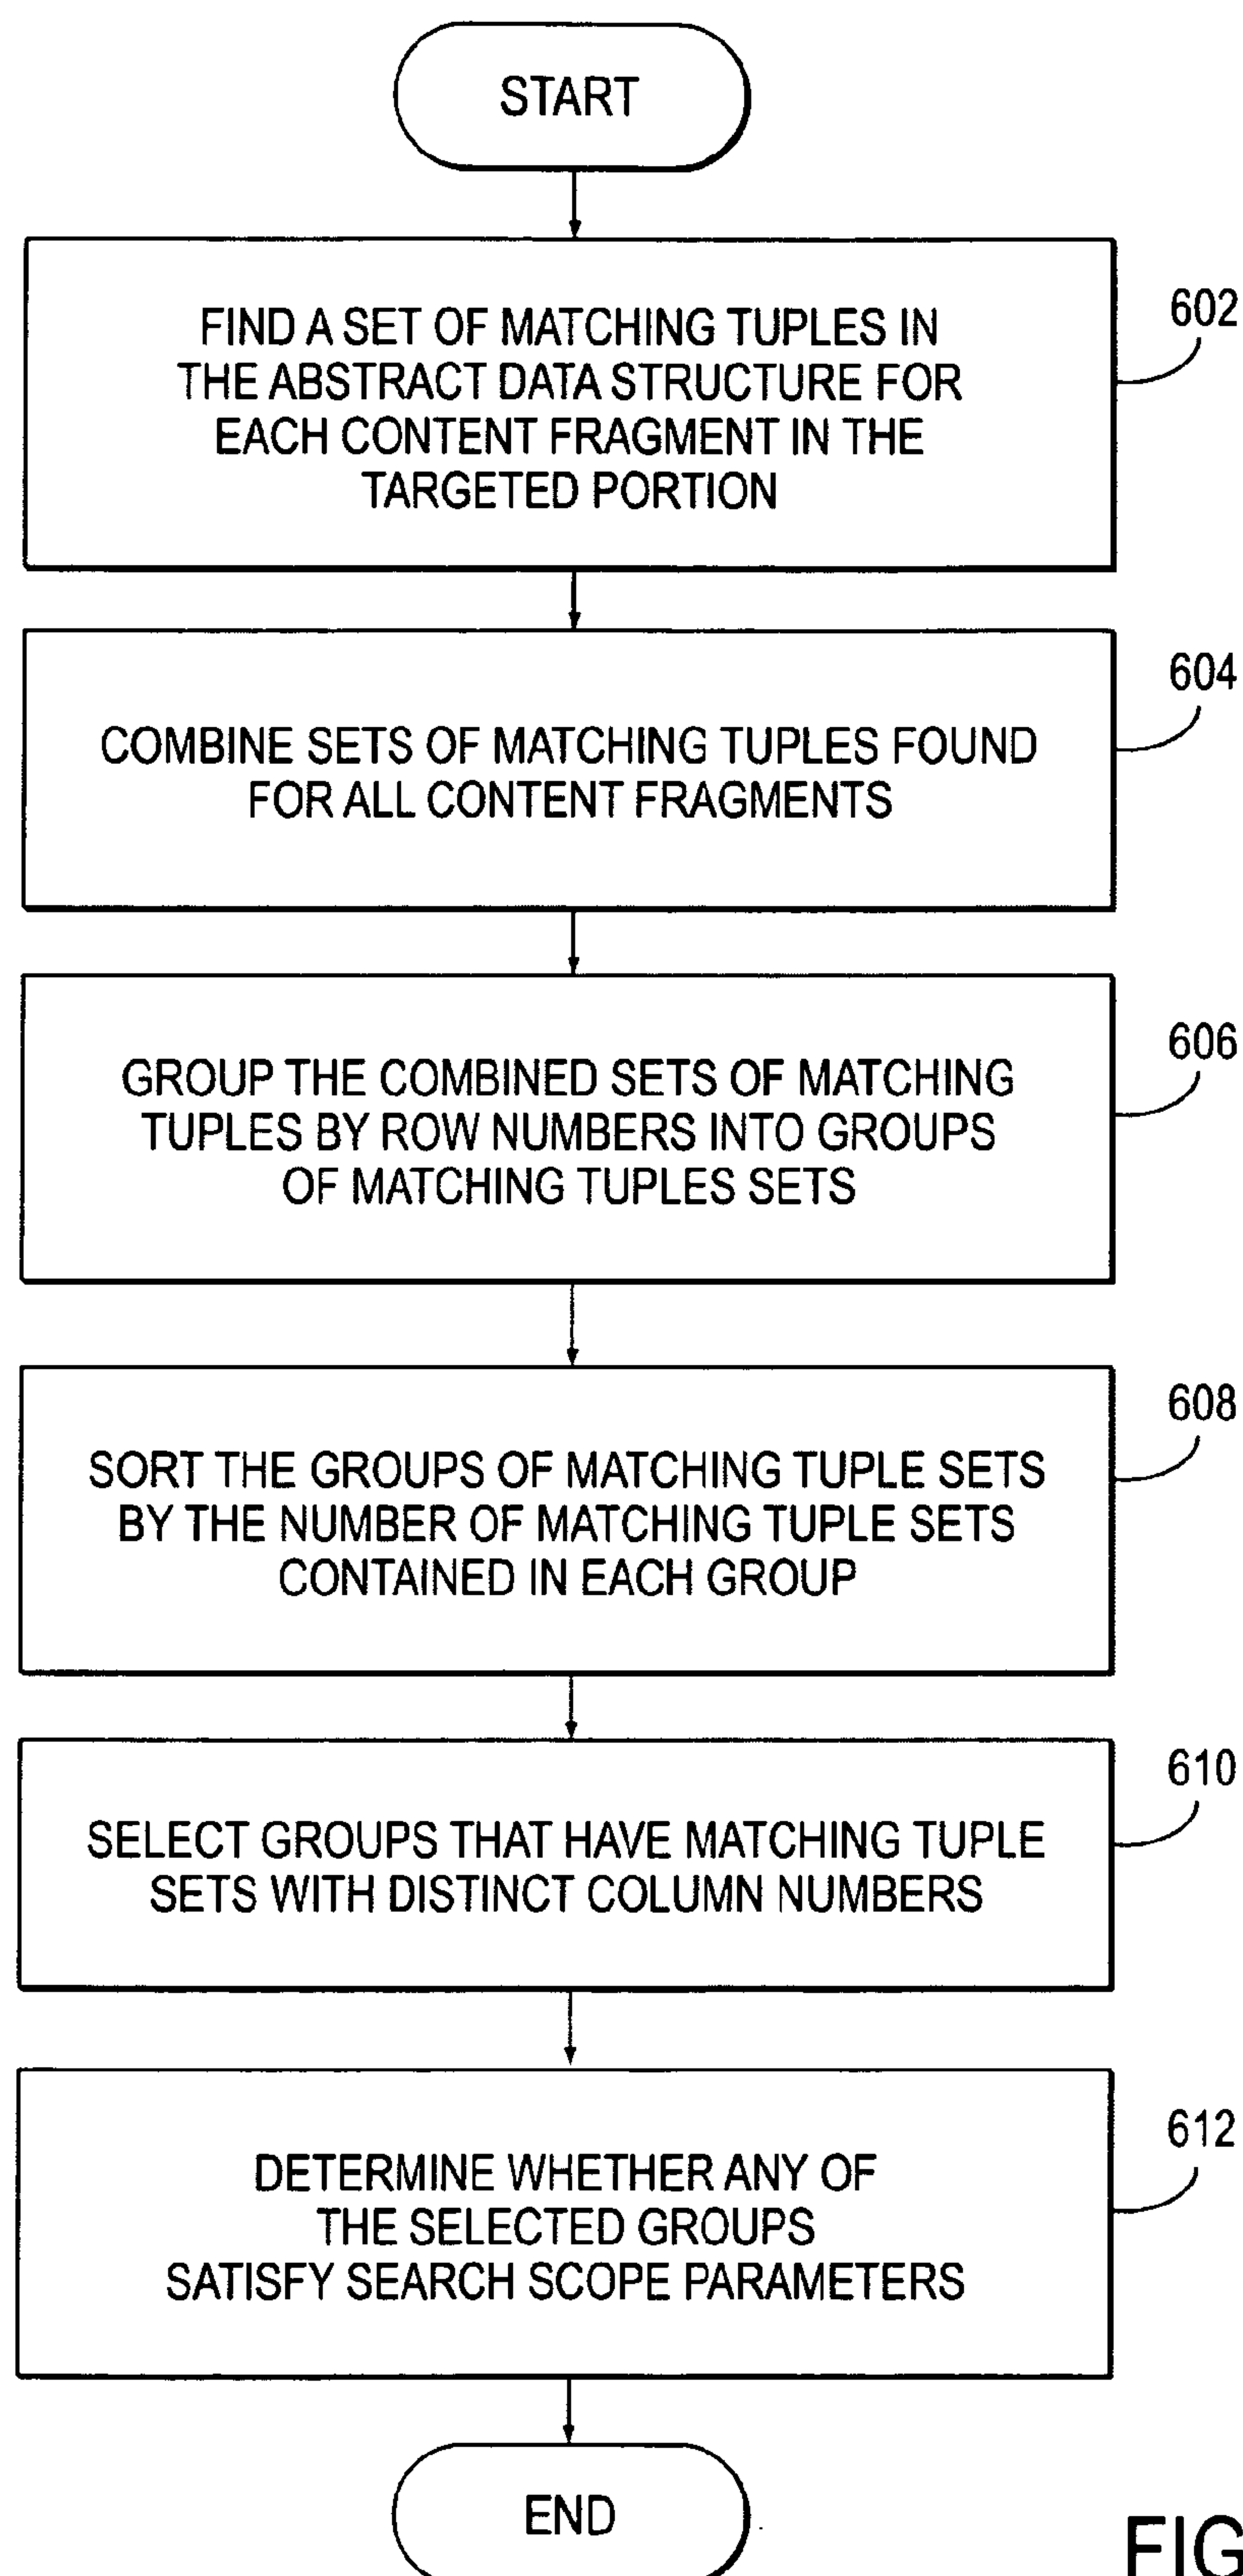 START
FIND A SET OF MATCHING TUPLES IN
THE ABSTRACT DATA STRUCTURE FOR
EACH CONTENT FRAGMENT IN THE
TARGETED PORTION
602
COMBINE SETS OF MATCHING TUPLES FOUND
FOR ALL CONTENT FRAGMENTS
604
GROUP THE COMBINED SETS OF MATCHING
TUPLES BY ROW NUMBERS INTO GROUPS
OF MATCHING TUPLES SETS
606
SORT THE GROUPS OF MATCHING TUPLE SETS
BY THE NUMBER OF MATCHING TUPLE SETS
CONTAINED IN EACH GROUP
608
SELECT GROUPS THAT HAVE MATCHING TUPLE
SETS WITH DISTINCT COLUMN NUMBERS
610
DETERMINE WHETHER ANY OF
THE SELECTED GROUPS
SATISFY SEARCH SCOPE PARAMETERS
612
END
FIG